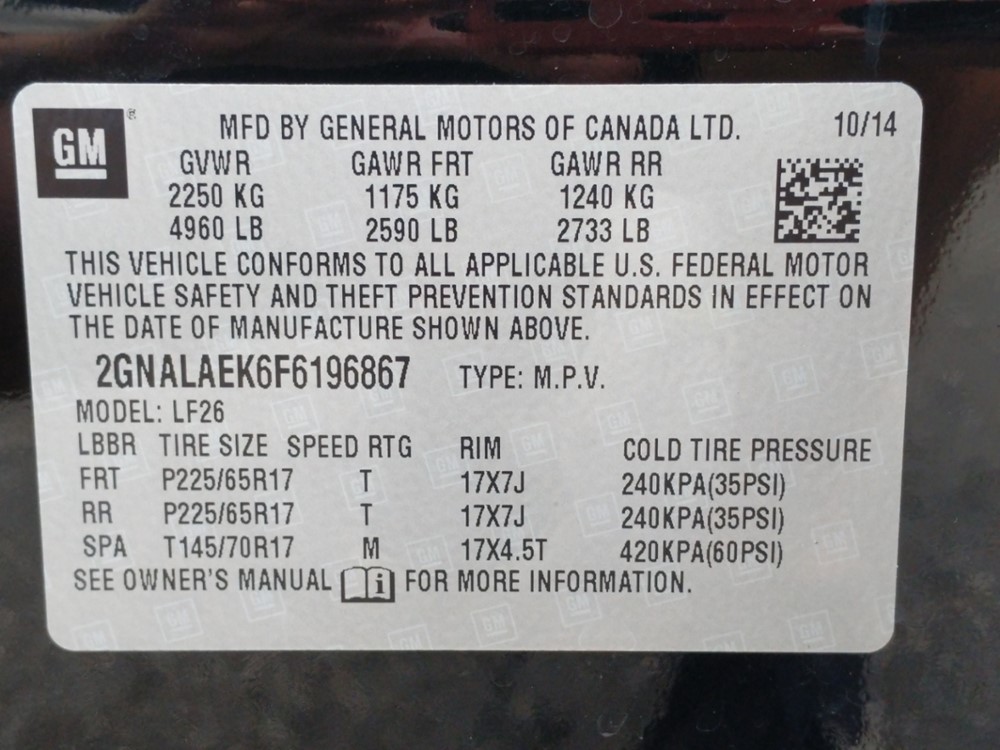 GM®
MFD BY GENERAL MOTORS OF CANADA LTD. 10/14
GVWR GAWR FRT GAWR RR
2250 KG 1175 KG 1240 KG
4960 LB 2590 LB 2733 LB
THIS VEHICLE CONFORMS TO ALL APPLICABLE U.S. FEDERAL MOTOR
VEHICLE SAFETY AND THEFT PREVENTION STANDARDS IN EFFECT ON
THE DATE OF MANUFACTURE SHOWN ABOVE.
2GNALAEK6F6196867 TYPE: M.P.V.
MODEL: LF26
LBBR TIRE SIZE SPEED RTG RIM COLD TIRE PRESSURE
FRT P225/65R17 T 17X7J 240KPA(35PSI)
RR P225/65R17 T 17X7J 240KPA(35PSI)
SPA T145/70R17 M 17X4.5T 420KPA(60PSI)
SEE OWNER'S MANUAL i FOR MORE INFORMATION.